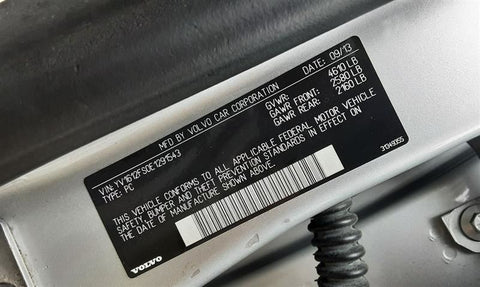 MFD BY VOLVO CAR CORPORATION
09/13
GVWR: 4610 LB
GAWR FRONT: 2580 LB
GAWR REAR: 2160 LB
VIN: YV1612FS0E1291543
TYPE: PC
THIS VEHICLE CONFORMS TO ALL APPLICABLE FEDERAL MOTOR VEHICLE
SAFETY, BUMPER AND THEFT PREVENTION STANDARDS IN EFFECT
ON THE DATE OF MANUFACTURE SHOWN ABOVE
VOLVO